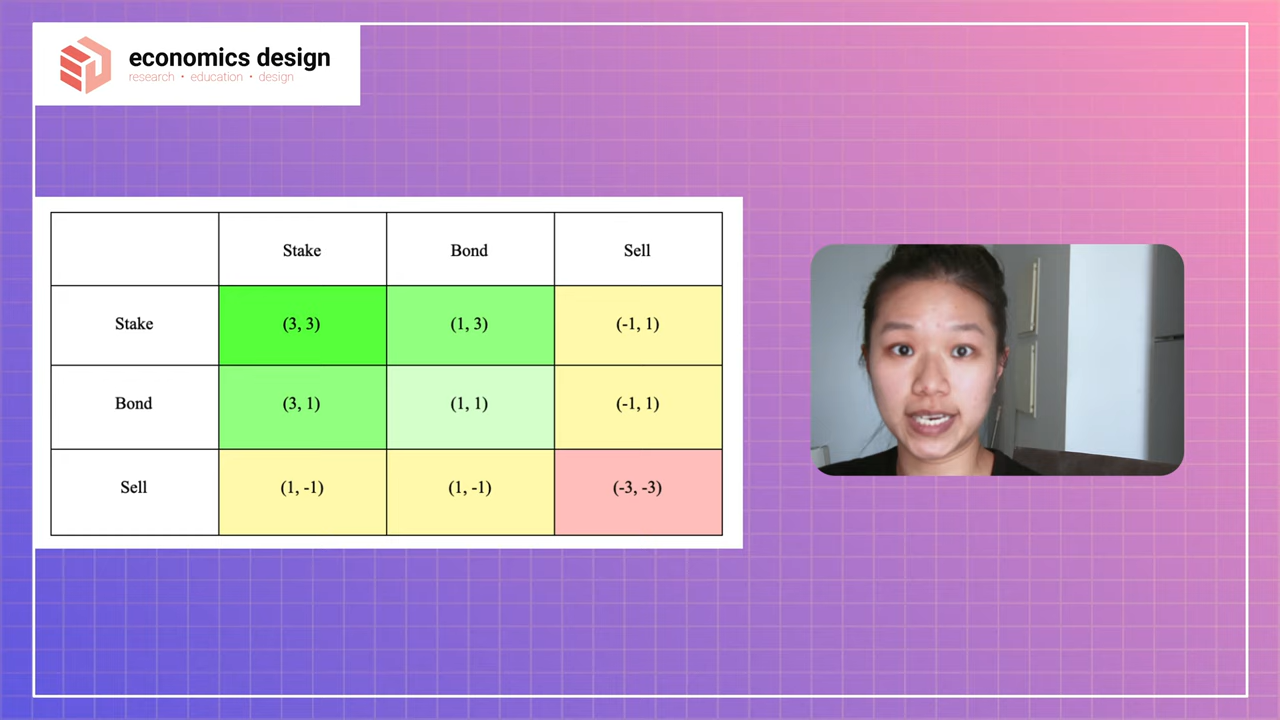 economics design
research • education • design
Stake Bond Sell
Stake (3, 3) (1, 3) (-1, 1)
Bond (3, 1) (1, 1) (-1, 1)
Sell (1, -1) (1, -1) (-3, -3)